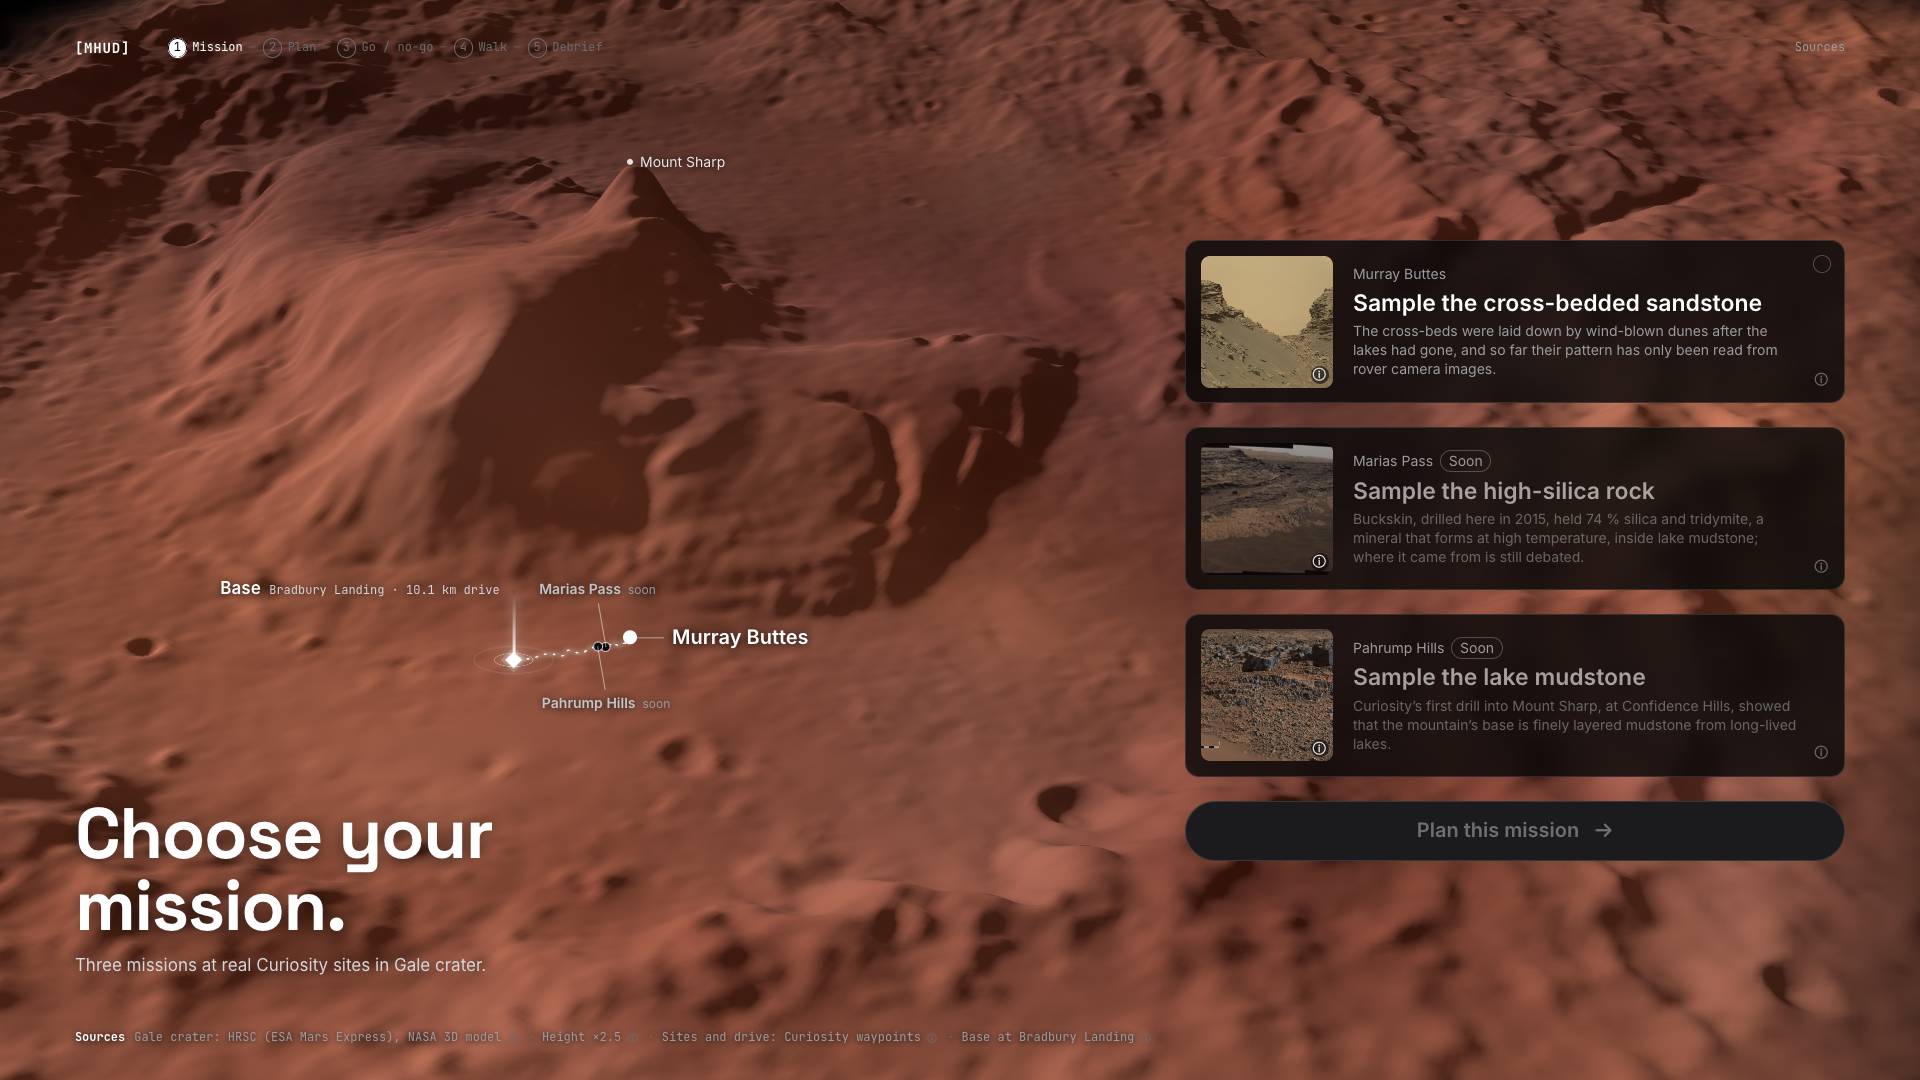 [MHUD] 1 Mission – 2 Plan – 3 Go / no-go – 4 Walk – 5 Debrief Sources
Mount Sharp
Murray Buttes
Sample the cross-bedded sandstone
The cross-beds were laid down by wind-blown dunes after the
lakes had gone, and so far their pattern has only been read from
rover camera images.
Marias Pass Soon
Sample the high-silica rock
Buckskin, drilled here in 2015, held 74 % silica and tridymite, a
mineral that forms at high temperature, inside lake mudstone;
where it came from is still debated.
Base Bradbury Landing · 10.1 km drive
Marias Pass soon
Murray Buttes
Pahrump Hills soon
Pahrump Hills Soon
Sample the lake mudstone
Curiosity’s first drill into Mount Sharp, at Confidence Hills, showed
that the mountain’s base is finely layered mudstone from long-lived
lakes.
Plan this mission →
Choose your
mission.
Three missions at real Curiosity sites in Gale crater.
Sources Gale crater: HRSC (ESA Mars Express), NASA 3D model · Height ×2.5 · Sites and drive: Curiosity waypoints · Base at Bradbury Landing